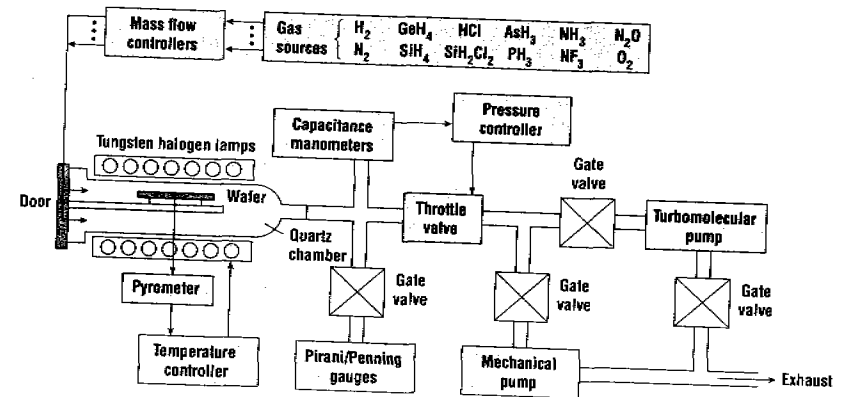 Mass flow
controllers
Gas
sources
H2 GeH4 HCl AsH3 NH3 N2O
N2 SiH4 SiH2Cl2 PH3 NF3 O2
Capacitance
manometers
Pressure
controller
Tungsten halogen lamps
Door
Wafer
Quartz
chamber
Throttle
valve
Gate
valve
Turbomolecular
pump
Pyrometer
Gate
valve
Gate
valve
Gate
valve
Temperature
controller
Pirani/Penning
gauges
Mechanical
pump
Exhaust